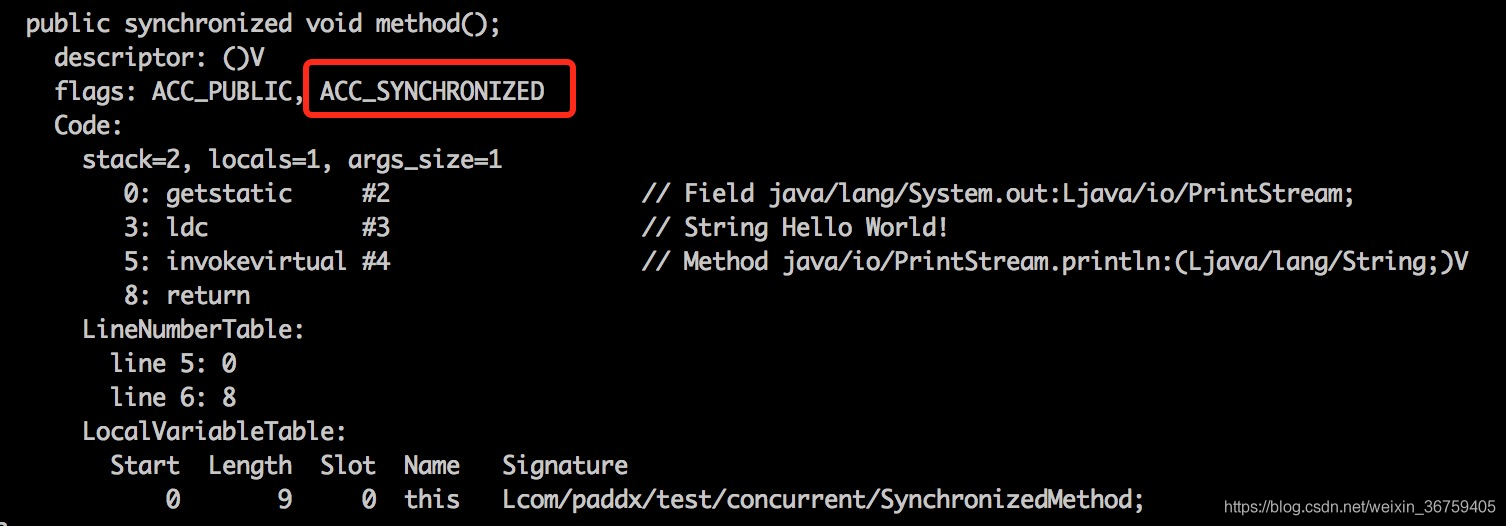 public synchronized void method();
descriptor: ()V
flags: ACC_PUBLIC, ACC_SYNCHRONIZED
Code:
stack=2, locals=1, args_size=1
0: getstatic #2 // Field java/lang/System.out:Ljava/io/PrintStream;
3: ldc #3 // String Hello World!
5: invokevirtual #4 // Method java/io/PrintStream.println:(Ljava/lang/String;)V
8: return
LineNumberTable:
line 5: 0
line 6: 8
LocalVariableTable:
Start Length Slot Name Signature
0 9 0 this Lcom/paddx/test/concurrent/SynchronizedMethod;
https://blog.csdn.net/weixin_36759405